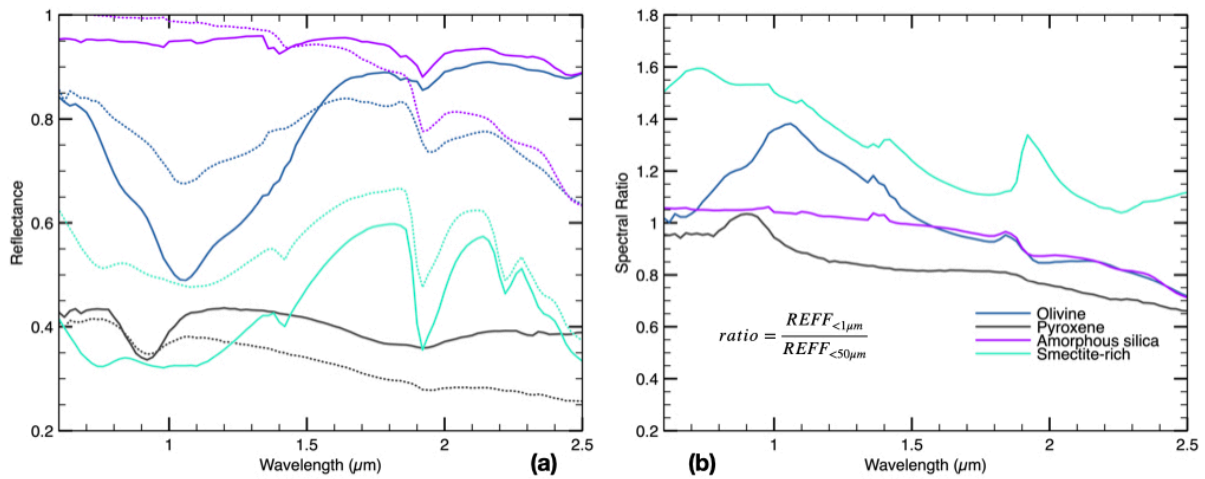 1
0.8
0.6
0.4
0.2
Reflectance
1
1.5
2
2.5
Wavelength (µm)
(a)
1.8
1.6
1.4
1.2
1
0.8
0.6
0.4
0.2
Spectral Ratio
ratio = REFF<1µm
REFF<50µm
Olivine
Pyroxene
Amorphous silica
Smectite-rich
1
1.5
2
2.5
(b)
Wavelength (µm)